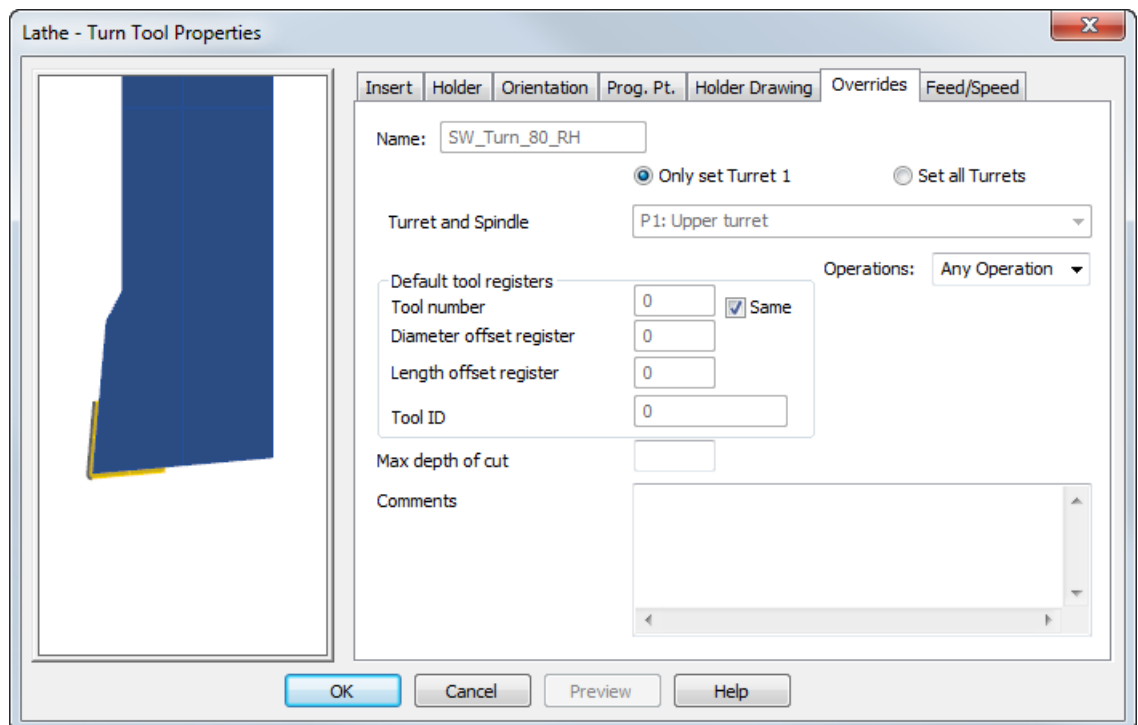 Lathe - Turn Tool Properties
Insert Holder Orientation Prog. Pt. Holder Drawing Overrides Feed/Speed
Name: SW_Turn_80_RH
Only set Turret 1 Set all Turrets
Turret and Spindle P1: Upper turret
Operations: Any Operation
Default tool registers
Tool number 0 Same
Diameter offset register 0
Length offset register 0
Tool ID 0
Max depth of cut
Comments
OK Cancel Preview Help